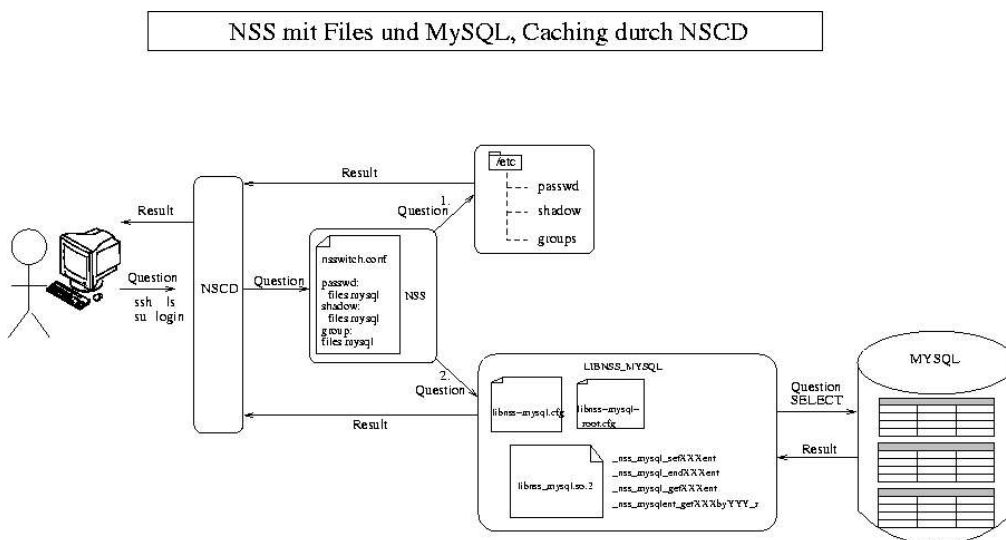 NSS mit Files und MySQL, Caching durch NSCD
/etc
passwd
shadow
groups
Result
1.
Question
Result
Question
ssh ls
su login
NSCD
Question
nsswitch.conf
passwd:
files mysql
shadow:
files mysql
group:
files mysql
NSS
2.
Question
Result
LIBNSS_MYSQL
libnss-mysql.cfg
libnss-mysql-
root.cfg
libnss_mysql.so.2
_nss_mysql_setXXXent
_nss_mysql_endXXXent
_nss_mysql_getXXXent
_nss_mysqlent_getXXXbyYYY_r
Question
SELECT
Result
MYSQL